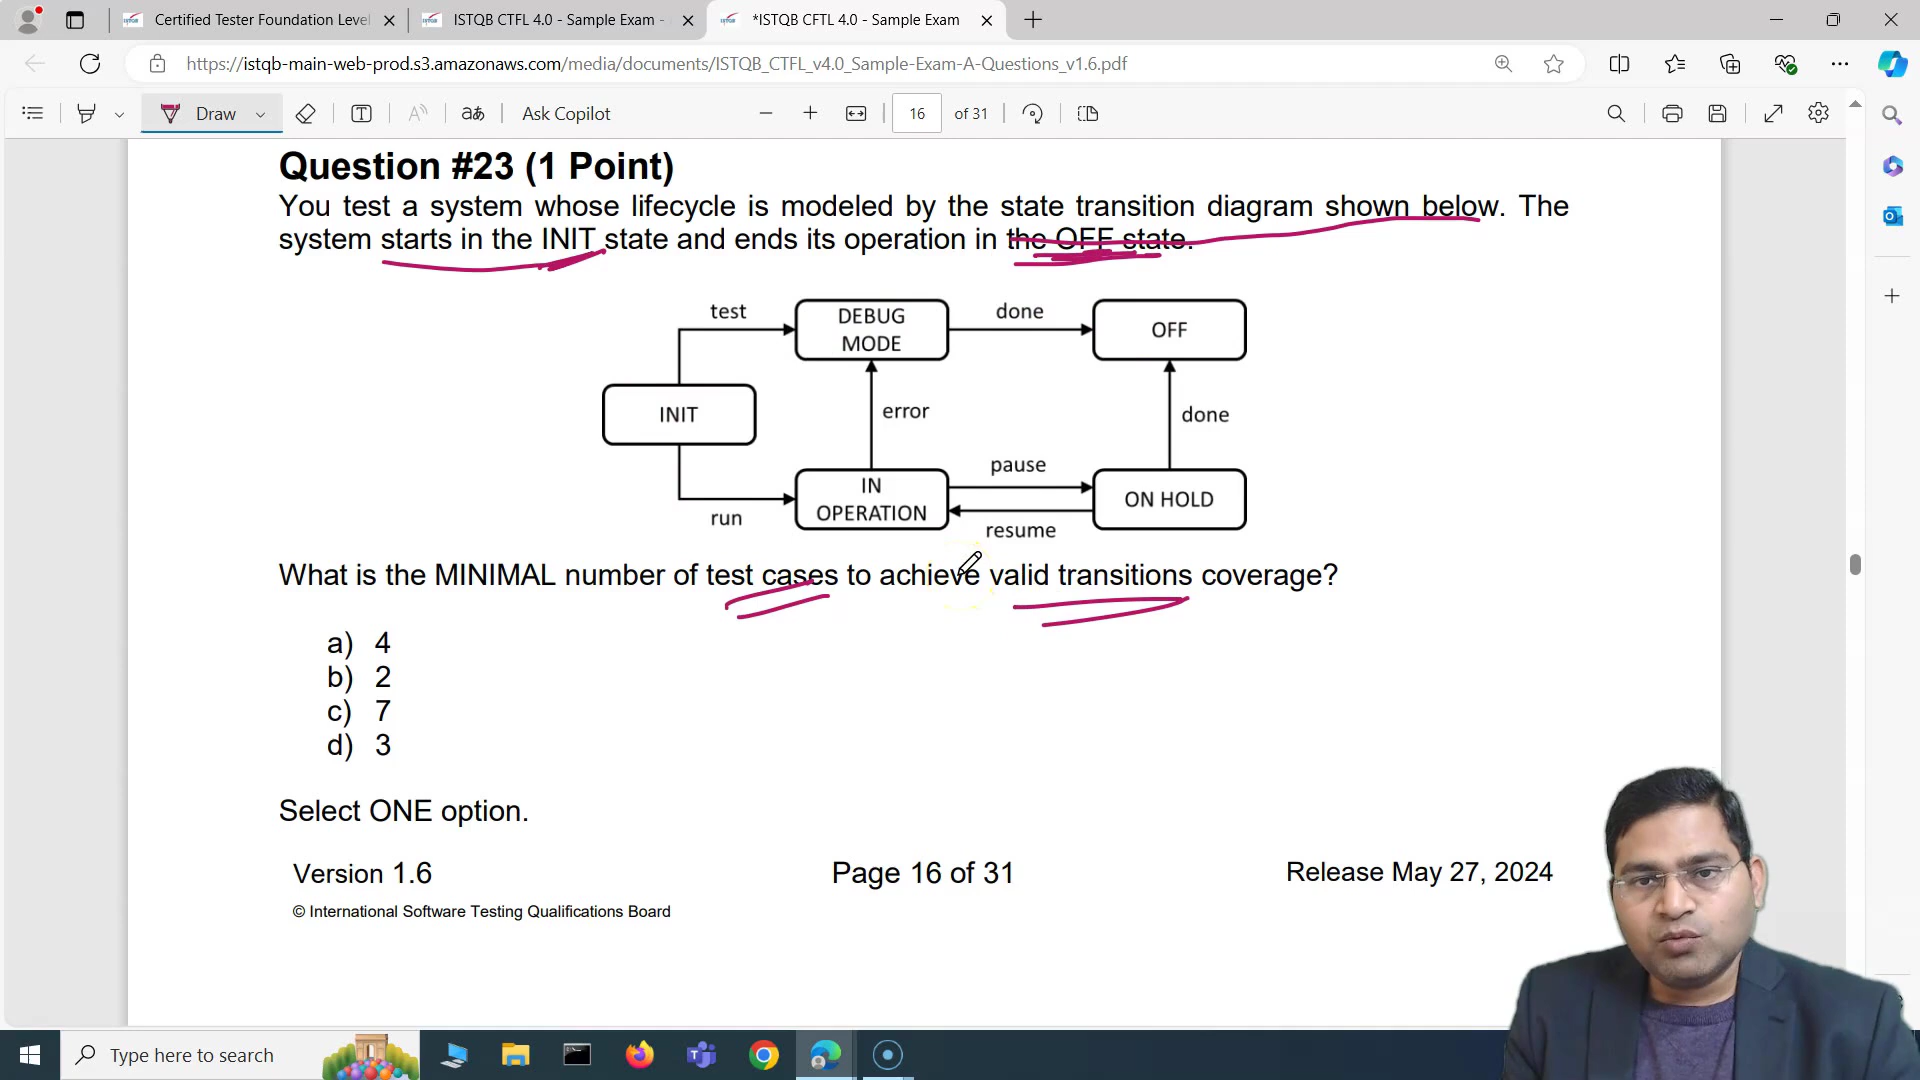 Certified Tester Foundation Level
ISTQB CTFL 4.0 - Sample Exam -
*ISTQB CFTL 4.0 - Sample Exam
https://istqb-main-web-prod.s3.amazonaws.com/media/documents/ISTQB_CTFL_v4.0_Sample-Exam-A-Questions_v1.6.pdf
Draw
aあ
Ask Copilot
16
of 31
Question #23 (1 Point)
You test a system whose lifecycle is modeled by the state transition diagram shown below. The
system starts in the INIT state and ends its operation in the OFF state.
test
DEBUG
MODE
done
OFF
INIT
error
done
run
IN
OPERATION
pause
resume
ON HOLD
What is the MINIMAL number of test cases to achieve valid transitions coverage?
a) 4
b) 2
c) 7
d) 3
Select ONE option.
Version 1.6
Page 16 of 31
Release May 27, 2024
© International Software Testing Qualifications Board
Type here to search